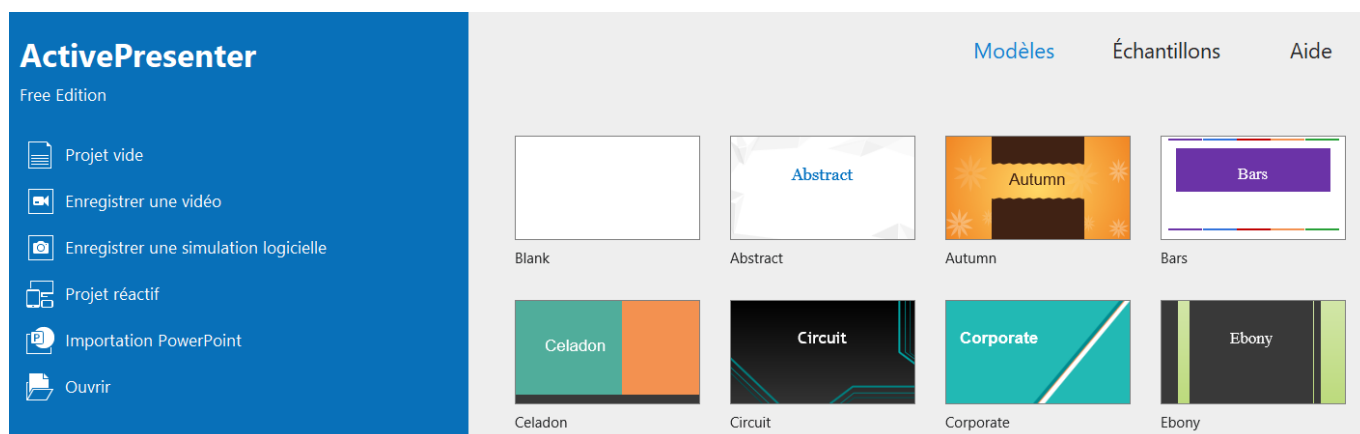 ActivePresenter
Free Edition
Projet vide
Enregistrer une vidéo
Enregistrer une simulation logicielle
Projet réactif
Importation PowerPoint
Ouvrir
Modèles Échantillons Aide
Abstract
Autumn
Bars
Blank
Abstract
Autumn
Bars
Celadon
Circuit
Corporate
Ebony
Celadon
Circuit
Corporate
Ebony